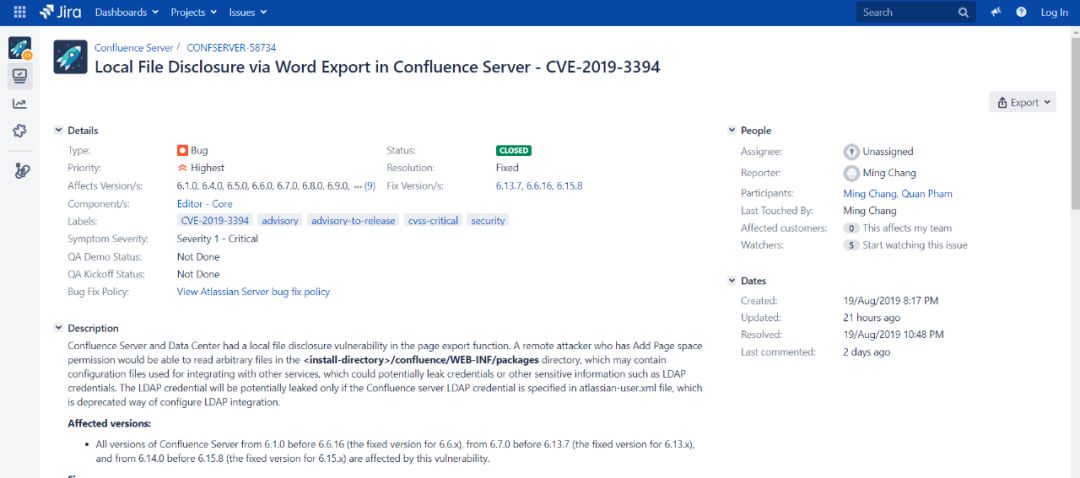 Jira Dashboards Projects Issues Search Log In
Confluence Server / CONFSERVER-58734
Local File Disclosure via Word Export in Confluence Server - CVE-2019-3394
Export
Details
Type: Bug Status: CLOSED
Priority: Highest Resolution: Fixed
Affects Version/s: 6.1.0, 6.4.0, 6.5.0, 6.6.0, 6.7.0, 6.8.0, 6.9.0, ... (9) Fix Version/s: 6.13.7, 6.6.16, 6.15.8
Component/s: Editor - Core
Labels: CVE-2019-3394 advisory advisory-to-release cvss-critical security
Symptom Severity: Severity 1 - Critical
QA Demo Status: Not Done
QA Kickoff Status: Not Done
Bug Fix Policy: View Atlassian Server bug fix policy
Description
Confluence Server and Data Center had a local file disclosure vulnerability in the page export function. A remote attacker who has Add Page space
permission would be able to read arbitrary files in the <install-directory>/confluence/WEB-INF/packages directory, which may contain
configuration files used for integrating with other services, which could potentially leak credentials or other sensitive information such as LDAP
credentials. The LDAP credential will be potentially leaked only if the Confluence server LDAP credential is specified in atlassian-user.xml file, which
is deprecated way of configure LDAP integration.
Affected versions:
• All versions of Confluence Server from 6.1.0 before 6.6.16 (the fixed version for 6.6.x), from 6.7.0 before 6.13.7 (the fixed version for 6.13.x),
and from 6.14.0 before 6.15.8 (the fixed version for 6.15.x) are affected by this vulnerability.
People
Assignee: Unassigned
Reporter: Ming Chang
Participants: Ming Chang, Quan Pham
Last Touched By: Ming Chang
Affected customers: 0 This affects my team
Watchers: 5 Start watching this issue
Dates
Created: 19/Aug/2019 8:17 PM
Updated: 21 hours ago
Resolved: 19/Aug/2019 10:48 PM
Last commented: 2 days ago